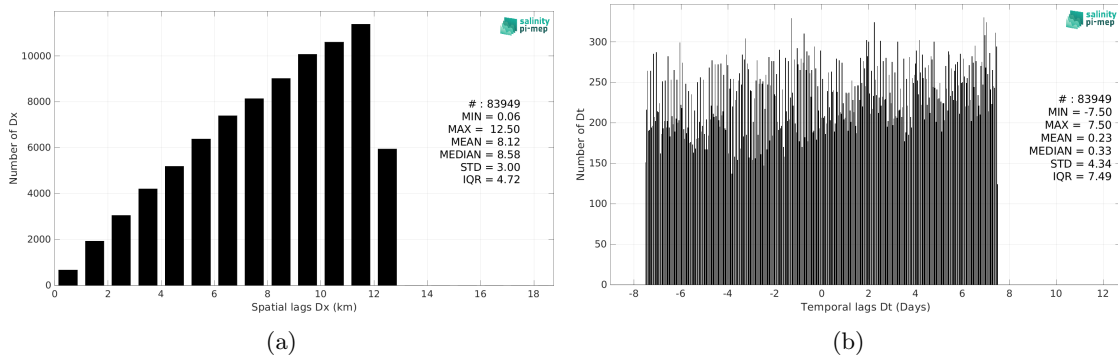 salinity
pi-mep
10000
8000
6000
4000
2000
0
Number of Dx
# : 83949
MIN = 0.06
MAX = 12.50
MEAN = 8.12
MEDIAN = 8.58
STD = 3.00
IQR = 4.72
0 2 4 6 8 10 12 14 16 18
Spatial lags Dx (km)
(a)
salinity
pi-mep
300
250
200
150
100
50
0
Number of Dt
# : 83949
MIN = -7.50
MAX = 7.50
MEAN = 0.23
MEDIAN = 0.33
STD = 4.34
IQR = 7.49
-8 -6 -4 -2 0 2 4 6 8 10 12
Temporal lags Dt (Days)
(b)